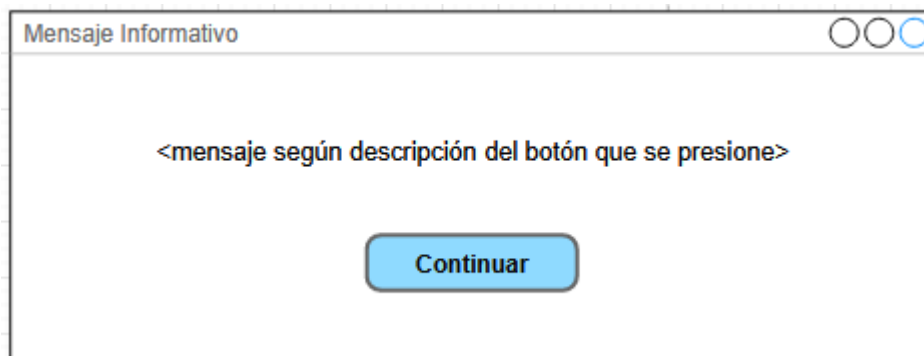 Mensaje Informativo
<mensaje según descripción del botón que se presione>
Continuar